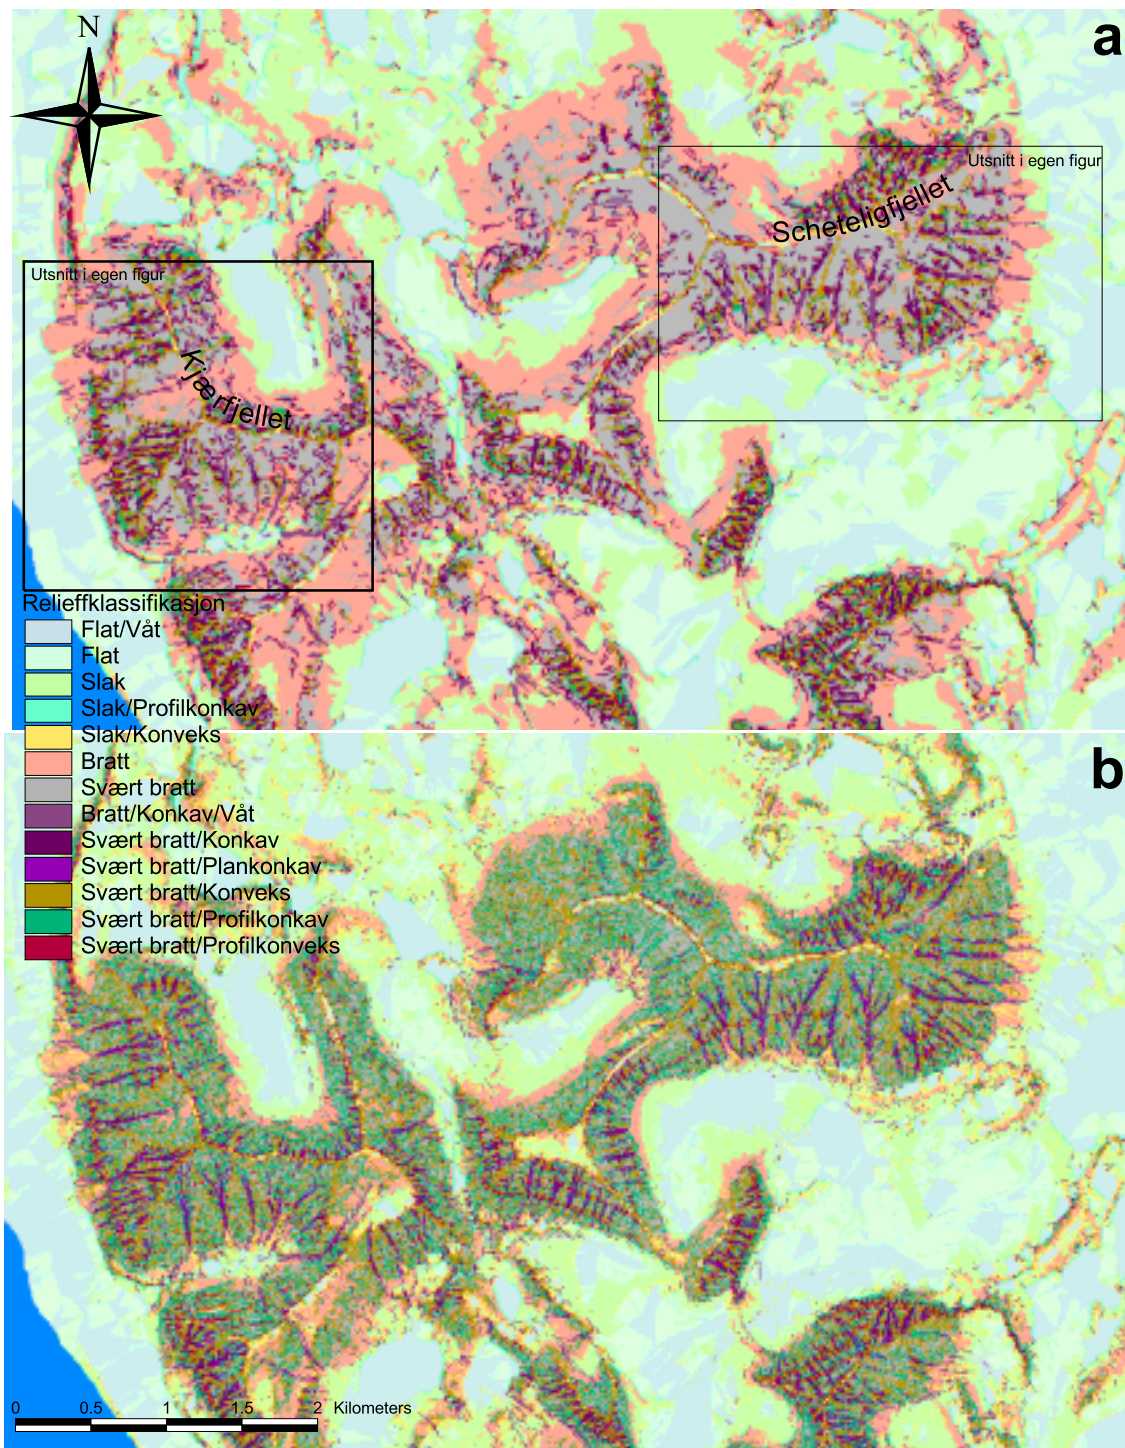 N
a
Utsnitt i egen figur
Scheteligfjellet
Utsnitt i egen figur
Kjærfjellet
Relieffklassifikasjon
Flat/Våt
Flat
Slak
Slak/Profilkonkav
Slak/Konveks
Bratt
Svært bratt
Bratt/Konkav/Våt
Svært bratt/Konkav
Svært bratt/Plankonkav
Svært bratt/Konveks
Svært bratt/Profilkonkav
Svært bratt/Profilkonveks
b
0 0.5 1 1.5 2 Kilometers